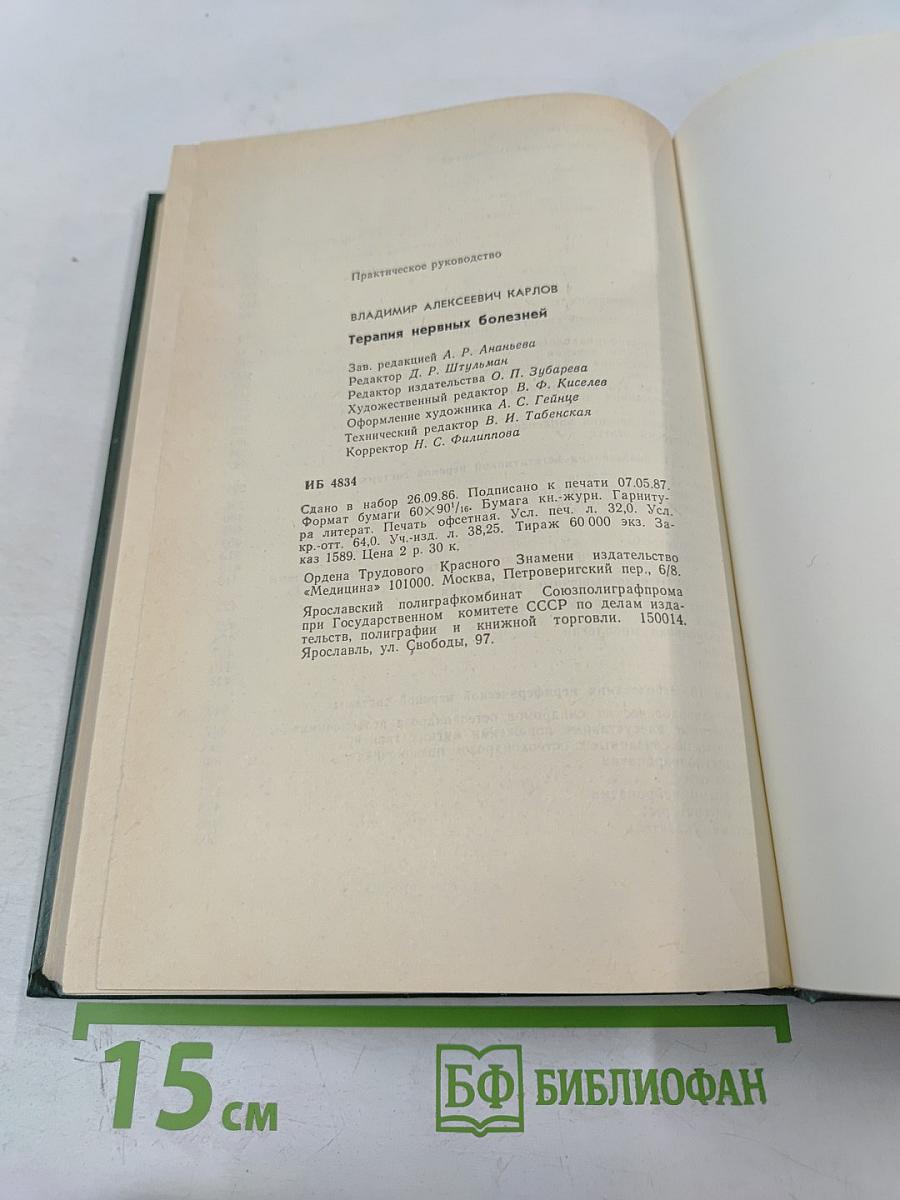 Практическое руководство
ВЛАДИМИР АЛЕКСЕЕВИЧ КАРЛОВ
Терапия нервных болезней
Зав. редакцией А. Р. Ананьева
Редактор Д. Р. Штульман
Редактор издательства О. П. Зубарева
Художественный редактор В. Ф. Киселев
Оформление художника А. С. Гейнце
Технический редактор В. И. Табенская
Корректор Н. С. Филиппова
ИБ 4834
Сдано в набор 26.09.86. Подписано к печати 07.05.87.
Формат бумаги 60×90¹/₁₆. Бумага кн.-журн. Гарниту-
ра литерат. Печать офсетная. Усл. печ. л. 32,0. Усл.
кр.-отт. 64,0. Уч.-изд. л. 38,25. Тираж 60 000 экз. За-
каз 1589. Цена 2 р. 30 к.
Ордена Трудового Красного Знамени издательство
«Медицина» 101000. Москва, Петроверигский пер., 6/8.
Ярославский полиграфкомбинат Союзполиграфпрома
при Государственном комитете СССР по делам изда-
тельств, полиграфии и книжной торговли. 150014.
Ярославль, ул. Свободы, 97.
15 см
БФ БИБЛИОФАН